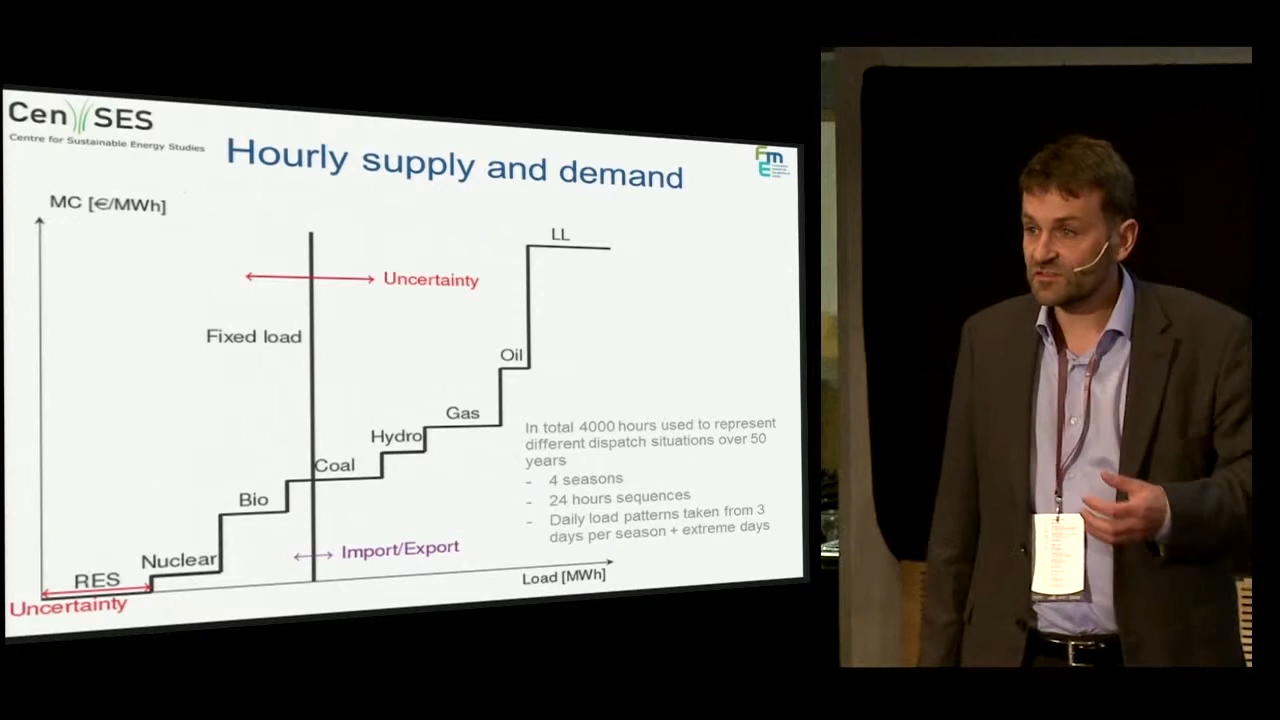 Cen SES
Centre for Sustainable Energy Studies
Hourly supply and demand
FmE
MC [€/MWh]
LL
Uncertainty
Fixed load
Oil
Gas
Hydro
Coal
Bio
Nuclear
RES
Uncertainty
Import/Export
Load [MWh]
In total 4000 hours used to represent
different dispatch situations over 50
years
- 4 seasons
- 24 hours sequences
- Daily load patterns taken from 3
days per season + extreme days